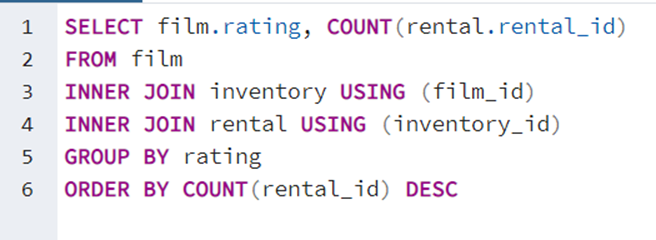 1 SELECT film.rating, COUNT(rental.rental_id)
2 FROM film
3 INNER JOIN inventory USING (film_id)
4 INNER JOIN rental USING (inventory_id)
5 GROUP BY rating
6 ORDER BY COUNT(rental_id) DESC